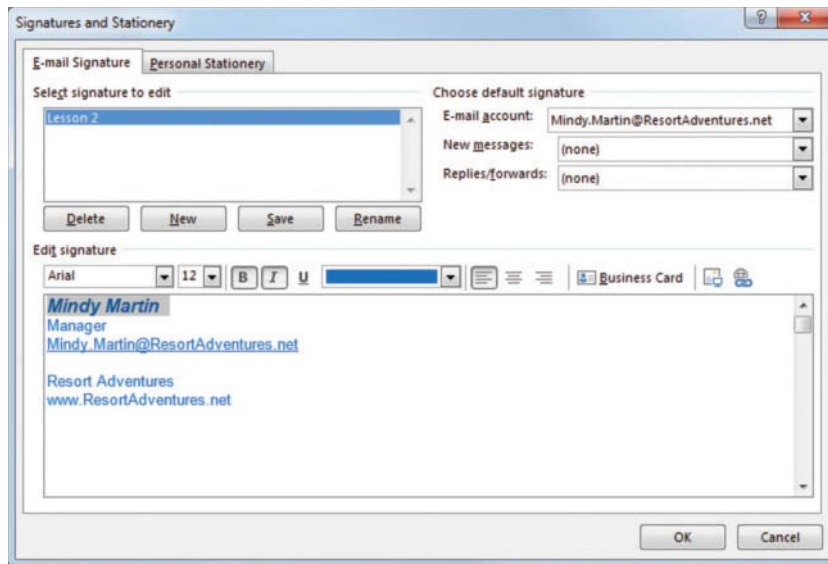 Signatures and Stationery
E-mail Signature Personal Stationery
Select signature to edit
Lesson 2
Delete New Save Rename
Choose default signature
E-mail account: Mindy.Martin@ResortAdventures.net
New messages: (none)
Replies/forwards: (none)
Edit signature
Arial 12 B I U Business Card
Mindy Martin
Manager
Mindy.Martin@ResortAdventures.net
Resort Adventures
www.ResortAdventures.net
OK Cancel